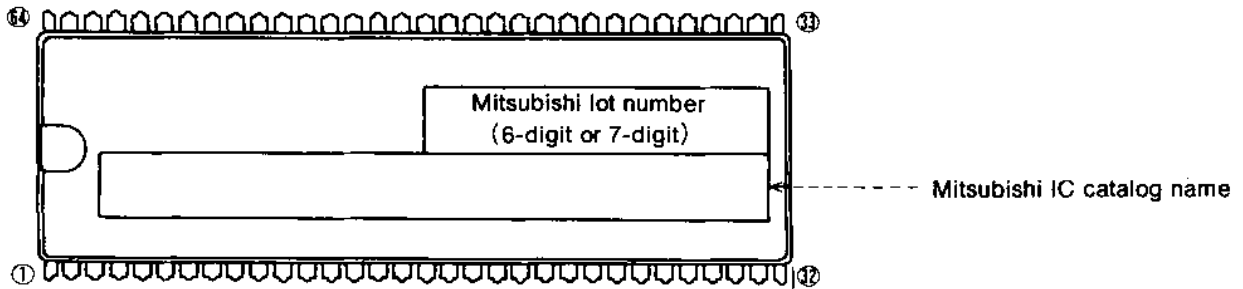 64 33
Mitsubishi lot number
(6-digit or 7-digit)
Mitsubishi IC catalog name
1 32